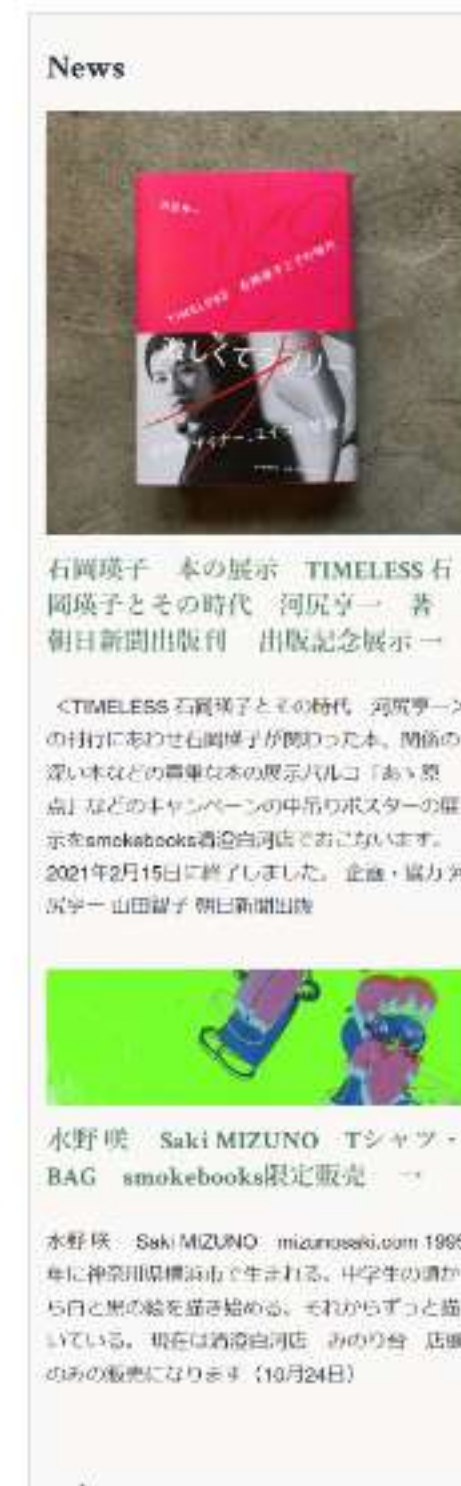 News
TIMELESS 石岡瑛子とその時代
石岡瑛子　本の展示　TIMELESS 石
岡瑛子とその時代　河尻亨一　著
朝日新聞出版刊　出版記念展示 →
<TIMELESS 石岡瑛子とその時代　河尻亨一>
の刊行にあわせ石岡瑛子が関わった本、関係の
深い本などの貴重な本の展示パルコ「あゝ原
点」などのキャンペーンの中吊りポスターの展
示をsmokebooks清澄白河店でおこないます。
2021年2月15日に終了しました。 企画・協力 河
尻亨一 山田智子 朝日新聞出版
水野 咲　Saki MIZUNO　Tシャツ・
BAG　smokebooks限定販売　→
水野 咲　Saki MIZUNO　mizunosaki.com 1995
年に神奈川県横浜市で生まれる。中学生の頃か
ら白と黒の絵を描き始める。それからずっと描
いている。 現在は清澄白河店　みのり台　店頭
のみの販売になります（10月24日）